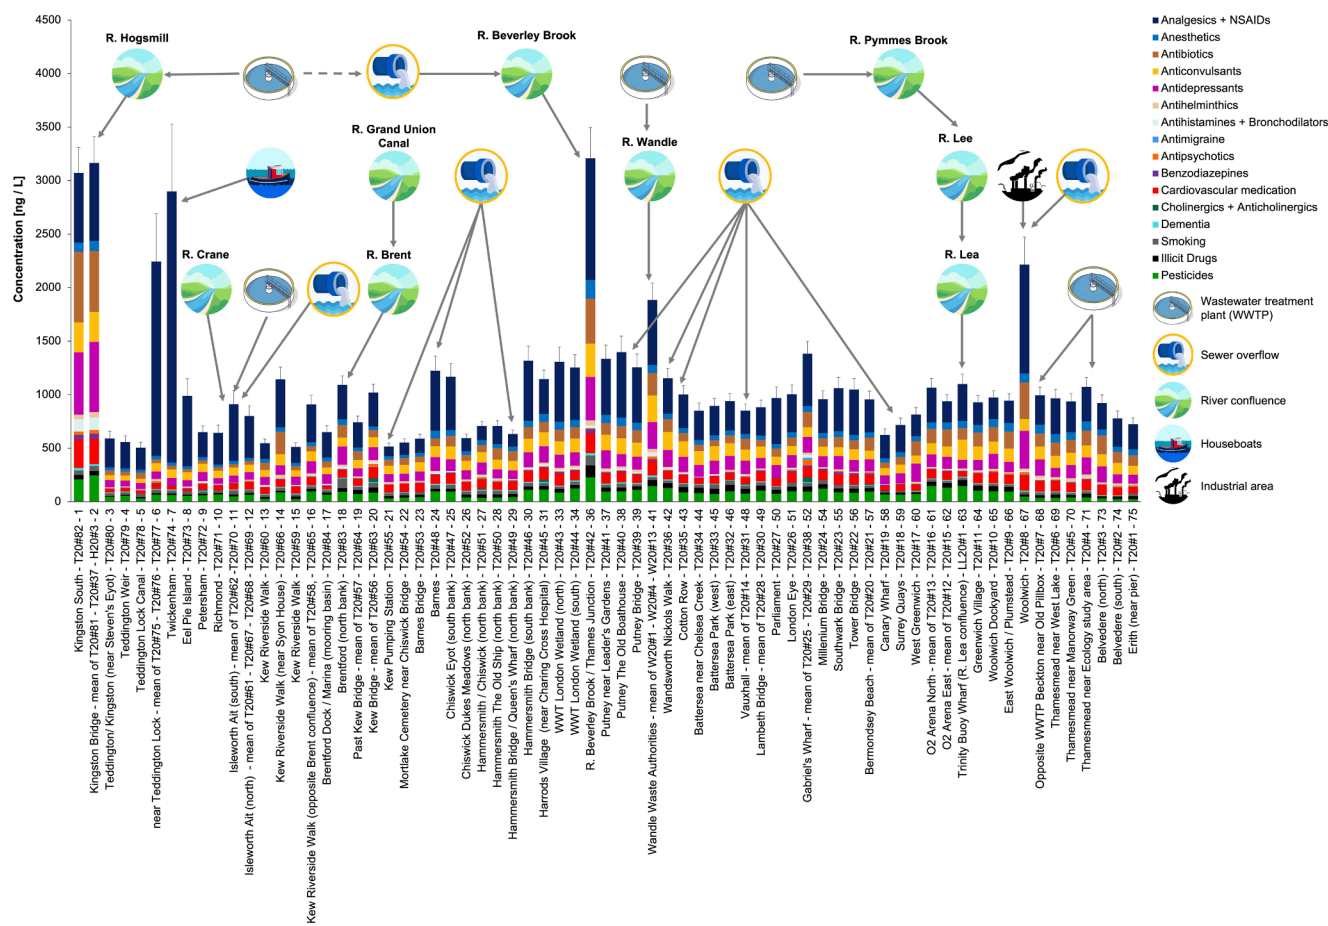 Concentration [ng / L]
4500
4000
3500
3000
2500
2000
1500
1000
500
0
R. Hogsmill
R. Beverley Brook
R. Pymmes Brook
R. Grand Union
Canal
R. Wandle
R. Lee
R. Crane
R. Brent
R. Lea
Analgesics + NSAIDs
Anesthetics
Antibiotics
Anticonvulsants
Antidepressants
Antihelminthics
Antihistamines + Bronchodilators
Antimigraine
Antipsychotics
Benzodiazepines
Cardiovascular medication
Cholinergics + Anticholinergics
Dementia
Smoking
Illicit Drugs
Pesticides
Wastewater treatment
plant (WWTP)
Sewer overflow
River confluence
Houseboats
Industrial area
Kingston South - T20#82 - 1
Kingston Bridge - mean of T20#81 - T20#37 - H20#3 - 2
Teddington/ Kingston (near Steven's Eyot) - T20#80 - 3
Teddington Weir - T20#79 - 4
Teddington Lock Canal - T20#78 - 5
near Teddington Lock - mean of T20#75 - T20#76 - T20#77 - 6
Twickenham - T20#74 - 7
Eel Pie Island - T20#73 - 8
Petersham - T20#72 - 9
Richmond - T20#71 - 10
Isleworth Ait (south) - mean of T20#62 - T20#70 - 11
Isleworth Ait (north) - mean of T20#61 - T20#67 - T20#68 - T20#69 - 12
Kew Riverside Walk - T20#60 - 13
Kew Riverside Walk (near Syon House) - T20#66 - 14
Kew Riverside Walk - T20#59 - 15
Kew Riverside Walk (opposite Brent confluence) - mean of T20#58, - T20#65 - 16
Brentford Dock / Marina (mooring basin) - T20#84 - 17
Brentford (north bank) - T20#83 - 18
Past Kew Bridge - mean of T20#57 - T20#64 - 19
Kew Bridge - mean of T20#56 - T20#63 - 20
Kew Pumping Station - T20#55 - 21
Mortlake Cemetery near Chiswick Bridge - T20#54 - 22
Barnes Bridge - T20#53 - 23
Barnes - T20#48 - 24
Chiswick Eyot (south bank) - T20#47 - 25
Chiswick Dukes Meadows (north bank) - T20#52 - 26
Hammersmith / Chiswick (north bank) - T20#51 - 27
Hammersmith The Old Ship (north bank) - T20#50 - 28
Hammersmith Bridge / Queen's Wharf (north bank) - T20#49 - 29
Hammersmith Bridge (south bank) - T20#46 - 30
Harrods Village (near Charing Cross Hospital) - T20#45 - 31
WWT London Wetland (north) - T20#43 - 33
WWT London Wetland (south) - T20#44 - 34
R. Beverley Brook / Thames Junction - T20#42 - 36
Putney near Leader's Gardens - T20#41 - 37
Putney The Old Boathouse - T20#40 - 38
Putney Bridge - T20#39 - 39
Wandle Waste Authorities - mean of W20#1 - W20#4 - W20#13 - 41
Wandsworth Nickols Walk - T20#36 - 42
Cotton Row - T20#35 - 43
Battersea near Chelsea Creek - T20#34 - 44
Battersea Park (west) - T20#33 - 45
Battersea Park (east) - T20#32 - 46
Vauxhall - mean of T20#14 - T20#31 - 48
Lambeth Bridge - mean of T20#28 - T20#30 - 49
Parliament - T20#27 - 50
London Eye - T20#26 - 51
Gabriel's Wharf - mean of T20#25 - T20#29 - T20#38 - 52
Millenium Bridge - T20#24 - 54
Southwark Bridge - T20#23 - 55
Tower Bridge - T20#22 - 56
Bermondsey Beach - mean of T20#20 - T20#21 - 57
Canary Wharf - T20#19 - 58
Surrey Quays - T20#18 - 59
West Greenwich - T20#17 - 60
O2 Arena North - mean of T20#13 - T20#16 - 61
O2 Arena East - mean of T20#12 - T20#15 - 62
Trinity Buoy Wharf (R. Lea confluence) - LL20#1 - 63
Greenwich Village - T20#11 - 64
Woolwich Dockyard - T20#10 - 65
East Woolwich / Plumstead - T20#9 - 66
Woolwich - T20#8 - 67
Opposite WWTP Beckton near Old Pillbox - T20#7 - 68
Thamesmead near West Lake - T20#6 - 69
Thamesmead near Manorway Green - T20#5 - 70
Thamesmead near Ecology study area - T20#4 - 71
Belvedere (north) - T20#3 - 73
Belvedere (south) - T20#2 - 74
Erith (near pier) - T20#1 - 75